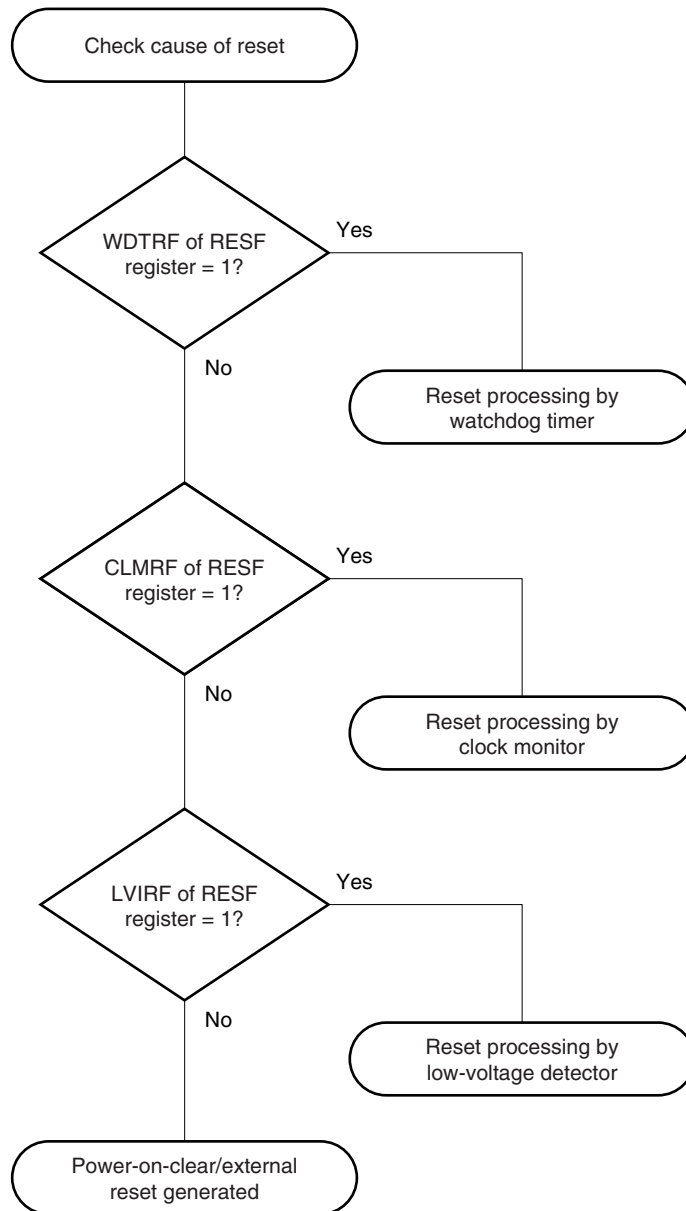 Check cause of reset
WDTRF of RESF
register = 1?
Yes
No
Reset processing by
watchdog timer
CLMRF of RESF
register = 1?
Yes
No
Reset processing by
clock monitor
LVIRF of RESF
register = 1?
Yes
No
Reset processing by
low-voltage detector
Power-on-clear/external
reset generated